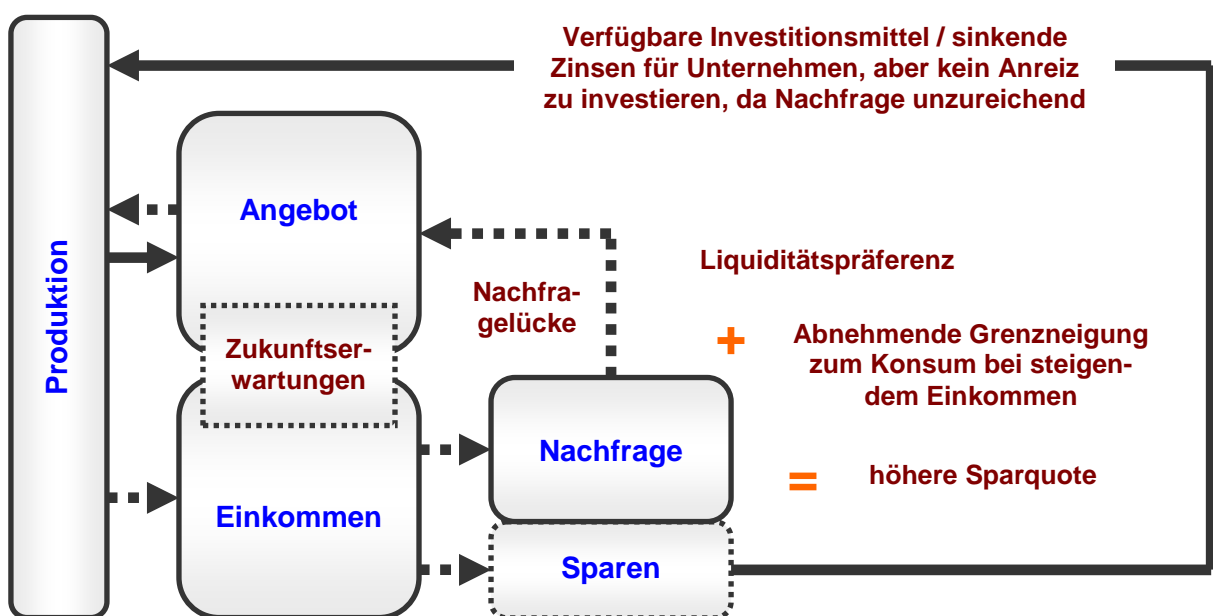 Verfügbare Investitionsmittel / sinkende
Zinsen für Unternehmen, aber kein Anreiz
zu investieren, da Nachfrage unzureichend
Produktion
Angebot
Zukunftser-
wartungen
Einkommen
Nachfra-
gelücke
Nachfrage
Sparen
Liquiditätspräferenz
+
Abnehmende Grenzneigung
zum Konsum bei steigen-
dem Einkommen
=
höhere Sparquote